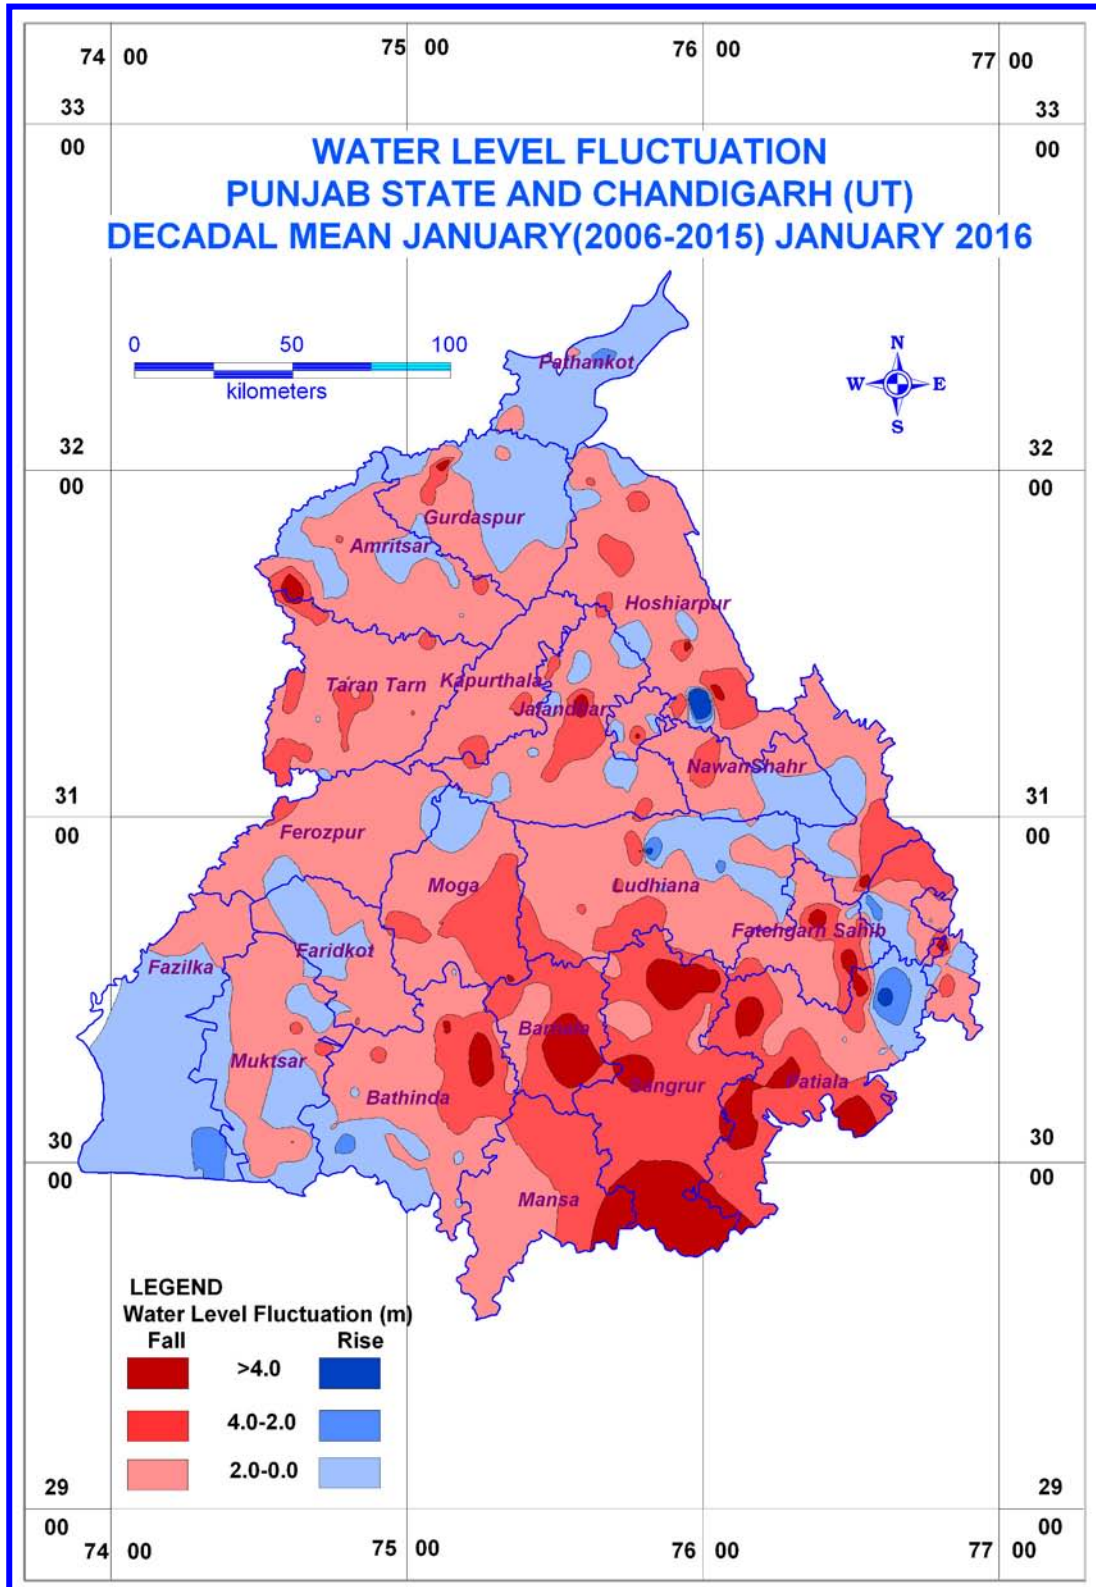 74 00 75 00 76 00 77 00
33 00
33 00
WATER LEVEL FLUCTUATION
PUNJAB STATE AND CHANDIGARH (UT)
DECADAL MEAN JANUARY(2006-2015) JANUARY 2016
0 50 100
kilometers
N
W E
S
Pathankot
32 00
32 00
Gurdaspur
Amritsar
Hoshiarpur
Taran Tarn
Kapurthala
Jalandhar
NawanShahr
31 00
31 00
Ferozpur
Moga
Ludhiana
Fatehgarh Sahib
Faridkot
Fazilka
Barnala
Muktsar
Sangrur
Patiala
Bathinda
30 00
30 00
Mansa
LEGEND
Water Level Fluctuation (m)
Fall Rise
>4.0
4.0-2.0
2.0-0.0
29 00
29 00
74 00 75 00 76 00 77 00